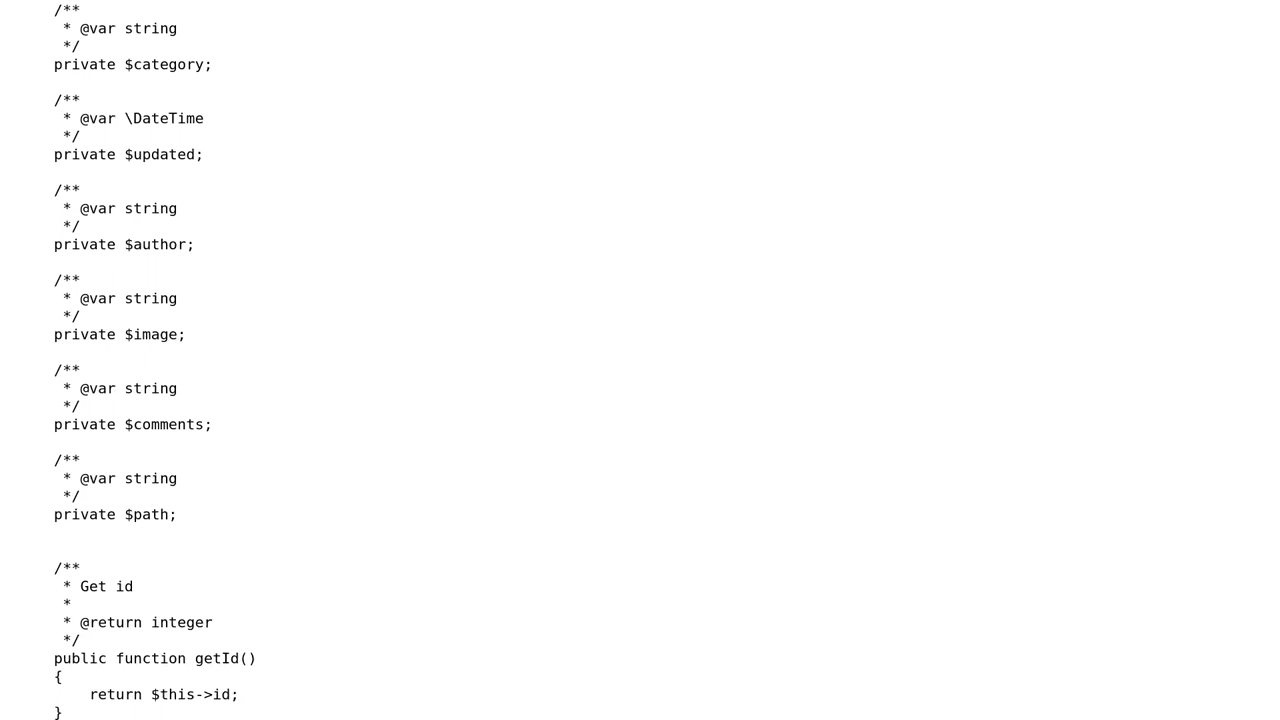 /**
 * @var string
 */
private $category;

/**
 * @var \DateTime
 */
private $updated;

/**
 * @var string
 */
private $author;

/**
 * @var string
 */
private $image;

/**
 * @var string
 */
private $comments;

/**
 * @var string
 */
private $path;


/**
 * Get id
 *
 * @return integer
 */
public function getId()
{
    return $this->id;
}